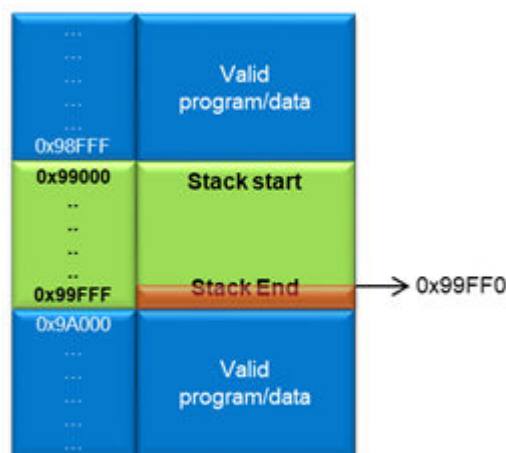 ...
...
...
...
...
0x98FFF
Valid
program/data
0x99000
..
..
..
..
0x99FFF
Stack start
Stack End
0x99FF0
0x9A000
...
...
...
...
...
Valid
program/data